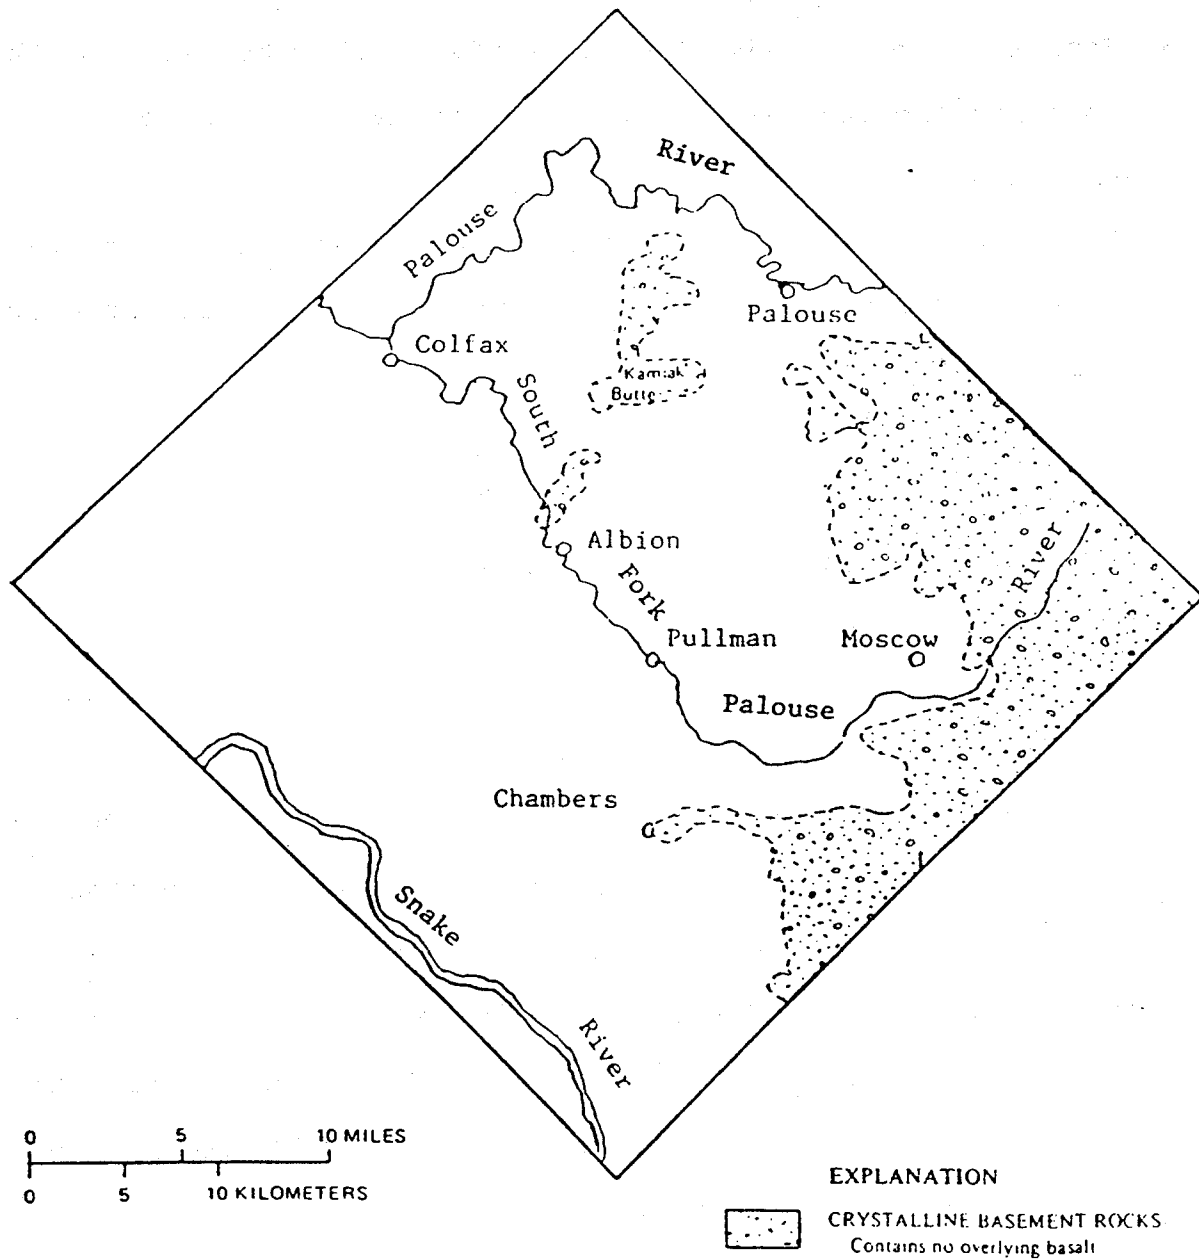 River
Palouse
Palouse
Colfax
Kamiak
Butte
South
Albion
Fork
River
Pullman
Moscow
Palouse
Chambers
Snake
River
0 5 10 MILES
0 5 10 KILOMETERS
EXPLANATION
CRYSTALLINE BASEMENT ROCKS
Contains no overlying basalt